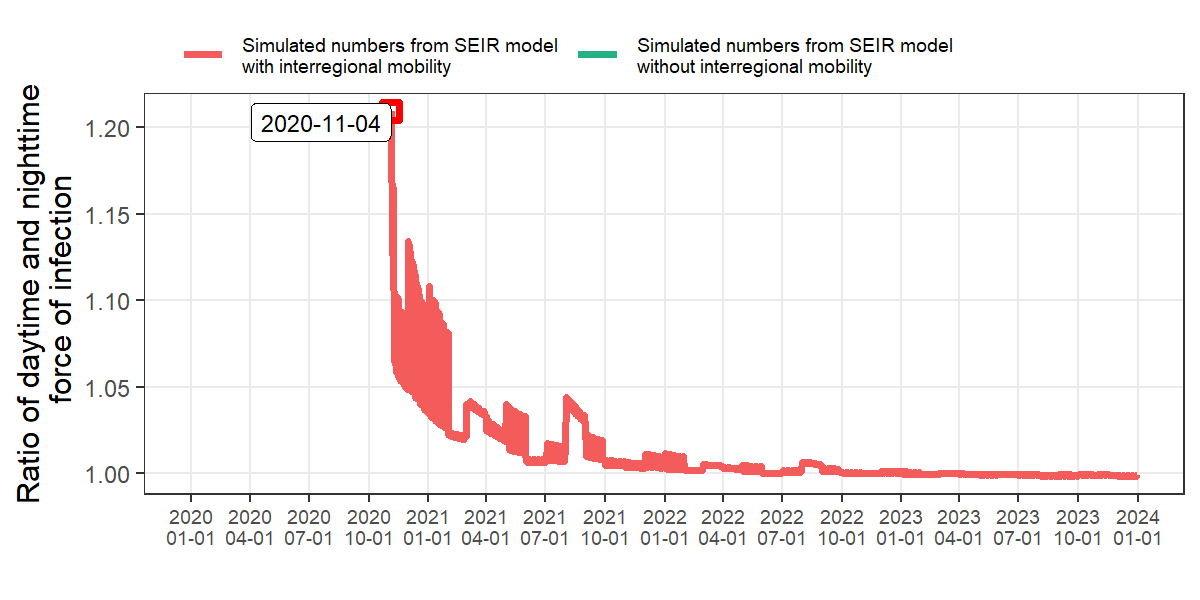 Simulated numbers from SEIR model
with interregional mobility
Simulated numbers from SEIR model
without interregional mobility
Ratio of daytime and nighttime
force of infection
2020-11-04
1.20
1.15
1.10
1.05
1.00
2020 2020 2020 2020 2021 2021 2021 2021 2022 2022 2022 2022 2023 2023 2023 2023 2024
01-01 04-01 07-01 10-01 01-01 04-01 07-01 10-01 01-01 04-01 07-01 10-01 01-01 04-01 07-01 10-01 01-01